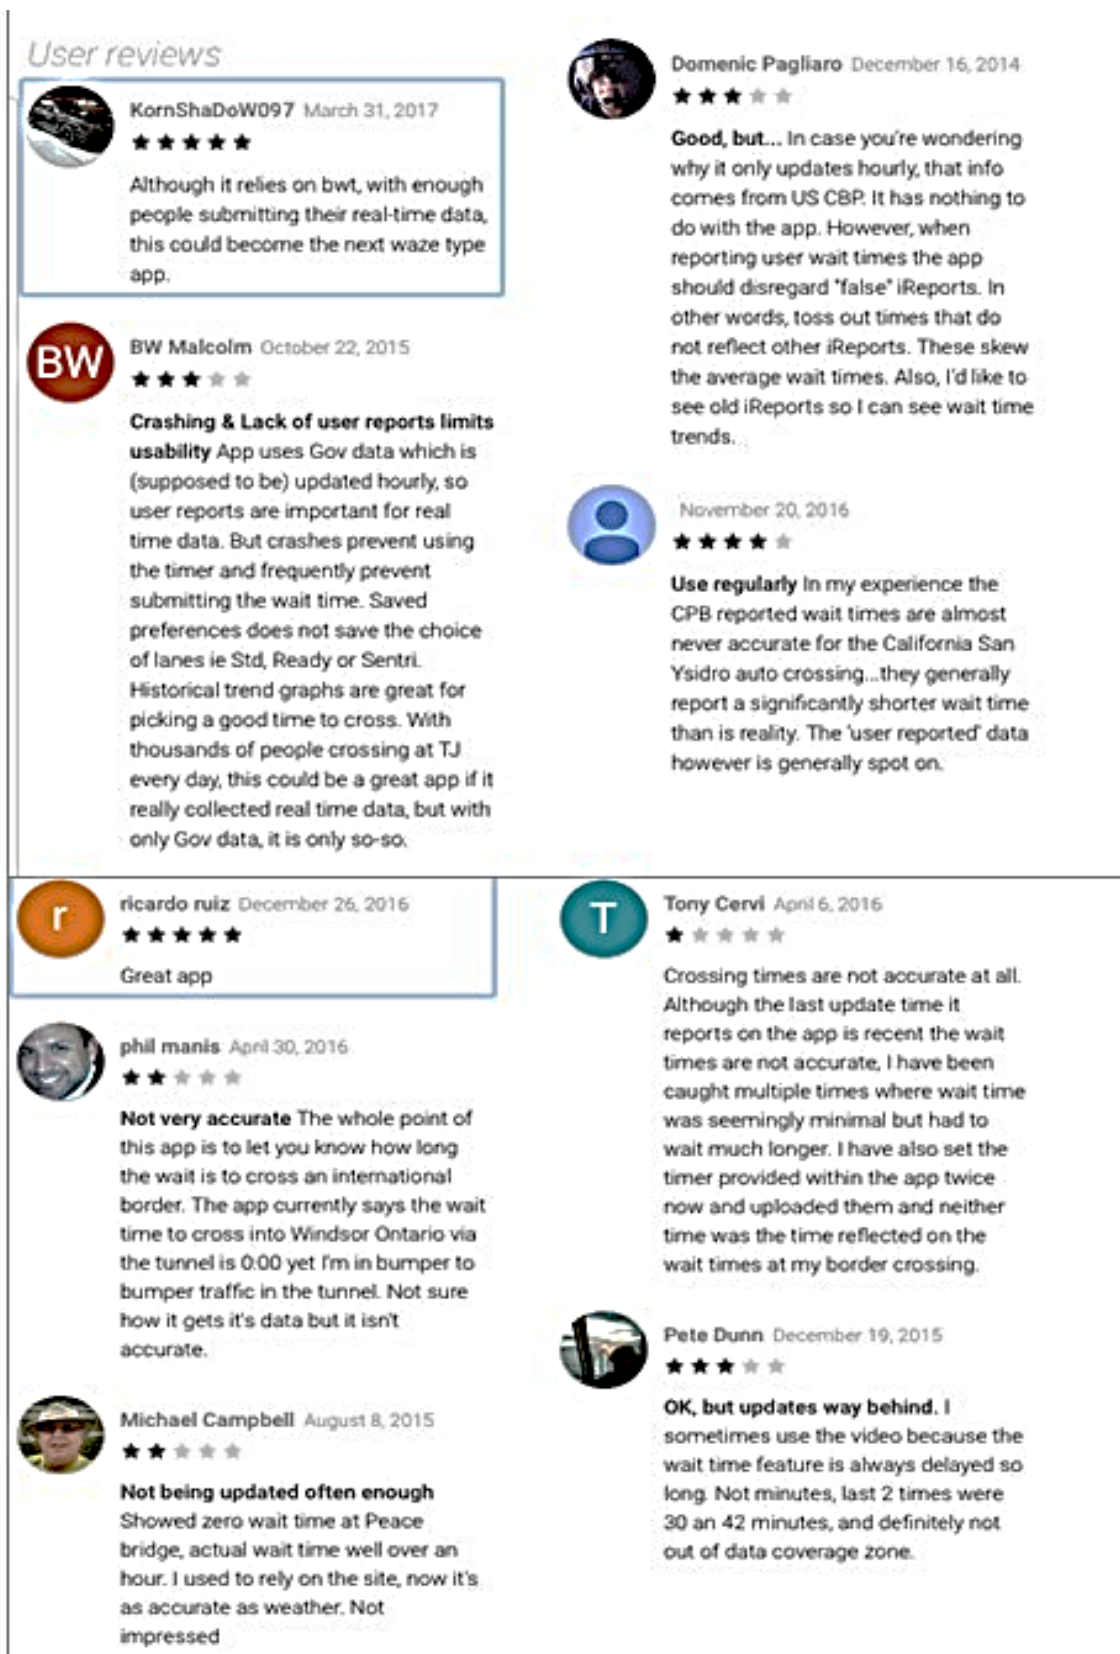 User reviews
KornShaDoW097 March 31, 2017
Although it relies on bwt, with enough
people submitting their real-time data,
this could become the next waze type
app.
BW
BW Malcolm October 22, 2015
Crashing & Lack of user reports limits
usability App uses Gov data which is
(supposed to be) updated hourly, so
user reports are important for real
time data. But crashes prevent using
the timer and frequently prevent
submitting the wait time. Saved
preferences does not save the choice
of lanes ie Std, Ready or Sentri.
Historical trend graphs are great for
picking a good time to cross. With
thousands of people crossing at TJ
every day, this could be a great app if it
really collected real time data, but with
only Gov data, it is only so-so.
Domenic Pagliaro December 16, 2014
Good, but... In case you're wondering
why it only updates hourly, that info
comes from US CBP. It has nothing to
do with the app. However, when
reporting user wait times the app
should disregard "false" iReports. In
other words, toss out times that do
not reflect other iReports. These skew
the average wait times. Also, I'd like to
see old iReports so I can see wait time
trends.
November 20, 2016
Use regularly In my experience the
CPB reported wait times are almost
never accurate for the California San
Ysidro auto crossing...they generally
report a significantly shorter wait time
than is reality. The 'user reported' data
however is generally spot on.
r
ricardo ruiz December 26, 2016
Great app
phil manis April 30, 2016
Not very accurate The whole point of
this app is to let you know how long
the wait is to cross an international
border. The app currently says the wait
time to cross into Windsor Ontario via
the tunnel is 0:00 yet I'm in bumper to
bumper traffic in the tunnel. Not sure
how it gets it's data but it isn't
accurate.
Michael Campbell August 8, 2015
Not being updated often enough
Showed zero wait time at Peace
bridge, actual wait time well over an
hour. I used to rely on the site, now it's
as accurate as weather. Not
impressed
T
Tony Cervi April 6, 2016
Crossing times are not accurate at all.
Although the last update time it
reports on the app is recent the wait
times are not accurate, I have been
caught multiple times where wait time
was seemingly minimal but had to
wait much longer. I have also set the
timer provided within the app twice
now and uploaded them and neither
time was the time reflected on the
wait times at my border crossing.
Pete Dunn December 19, 2015
OK, but updates way behind. I
sometimes use the video because the
wait time feature is always delayed so
long. Not minutes, last 2 times were
30 an 42 minutes, and definitely not
out of data coverage zone.